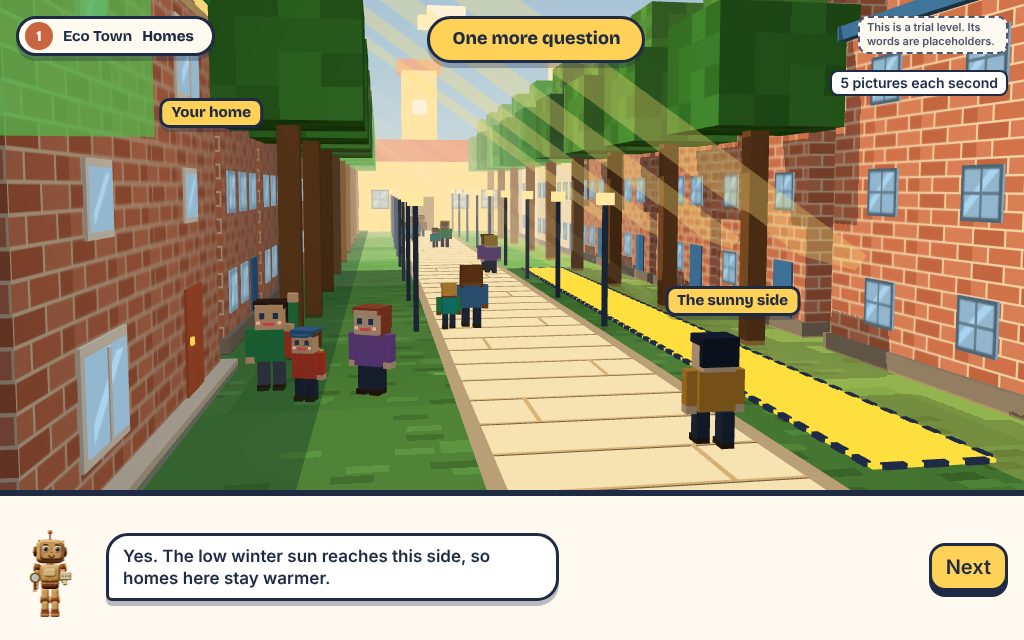 1 Eco Town Homes
One more question
This is a trial level. Its
words are placeholders.
5 pictures each second
Your home
The sunny side
Yes. The low winter sun reaches this side, so
homes here stay warmer.
Next